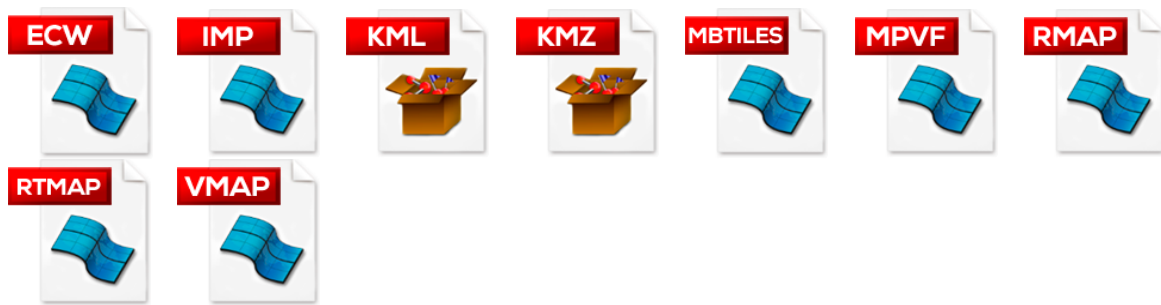 ECW
IMP
KML
KMZ
MBTILES
MPVF
RMAP
RTMAP
VMAP